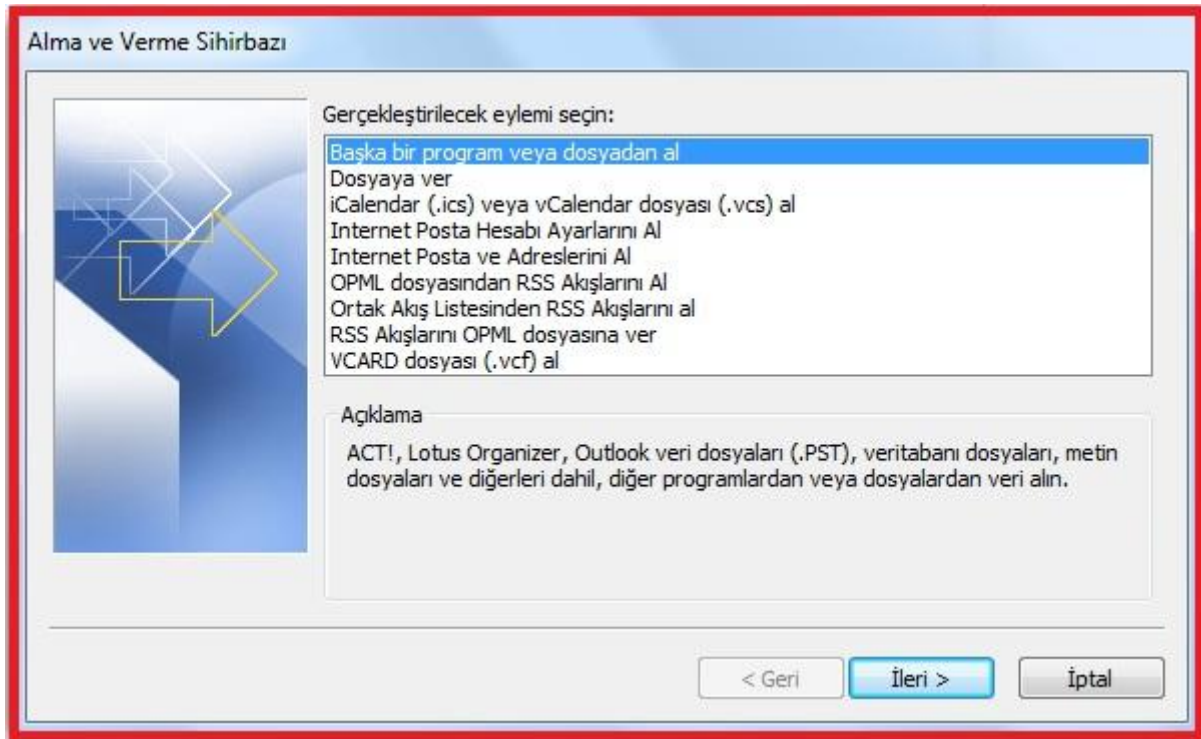 Alma ve Verme Sihirbazı
Gerçekleştirilecek eylemi seçin:
Başka bir program veya dosyadan al
Dosyaya ver
iCalendar (.ics) veya vCalendar dosyası (.vcs) al
Internet Posta Hesabı Ayarlarını Al
Internet Posta ve Adreslerini Al
OPML dosyasından RSS Akışlarını Al
Ortak Akış Listesinden RSS Akışlarını al
RSS Akışlarını OPML dosyasına ver
VCARD dosyası (.vcf) al
Açıklama
ACT!, Lotus Organizer, Outlook veri dosyaları (.PST), veritabanı dosyaları, metin
dosyaları ve diğerleri dahil, diğer programlardan veya dosyalardan veri alın.
< Geri İleri > İptal